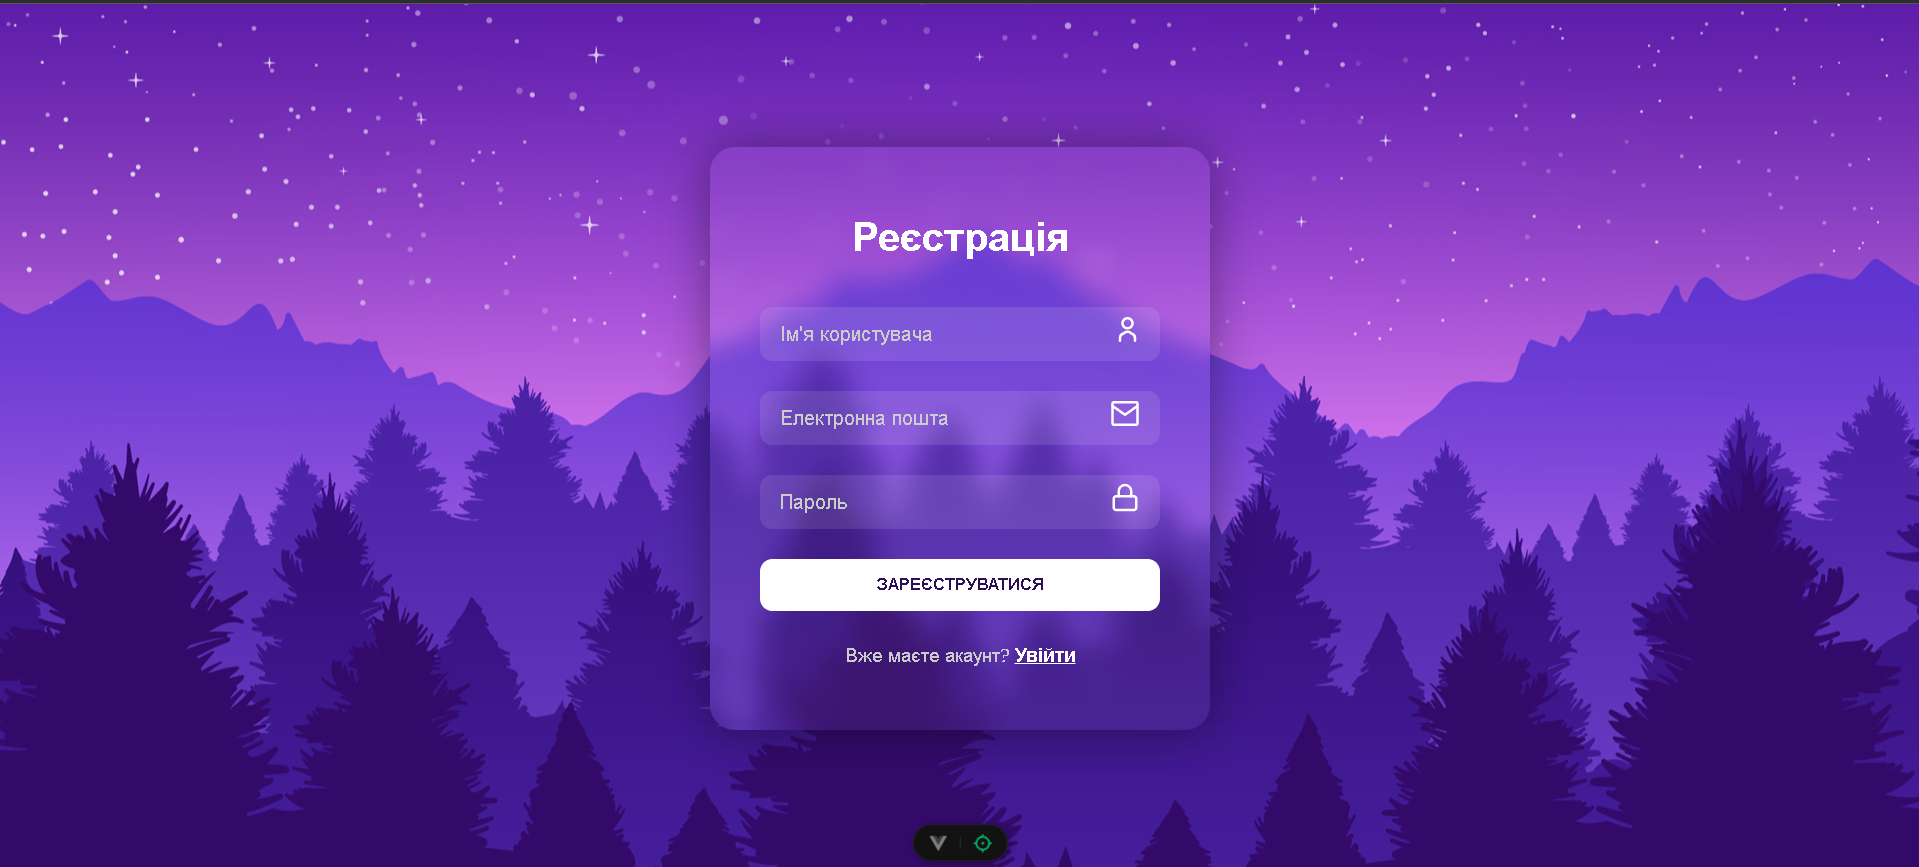 Реєстрація
Ім'я користувача
Електронна пошта
Пароль
ЗАРЕЄСТРУВАТИСЯ
Вже маєте акаунт? Увійти